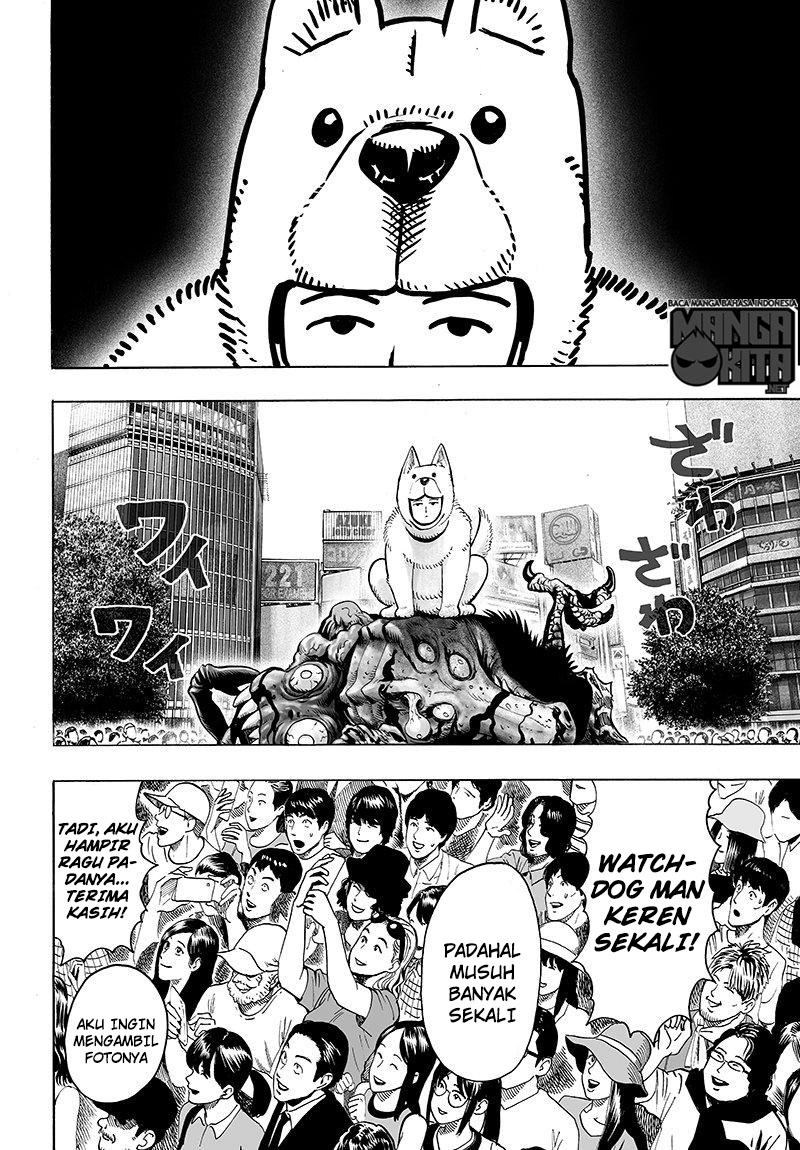 BACA MANGA BAHASA INDONESIA
MANGA
KITA
.NET
ざわ
ざわ
ワイ
ワイ
AZUKI
Jelly cider
221
WATCH-
DOG MAN
KEREN
SEKALI!
TADI, AKU
HAMPIR
RAGU PA-
DANYA...
TERIMA
KASIH!
PADAHAL
MUSUH
BANYAK
SEKALI
AKU INGIN
MENGAMBIL
FOTONYA